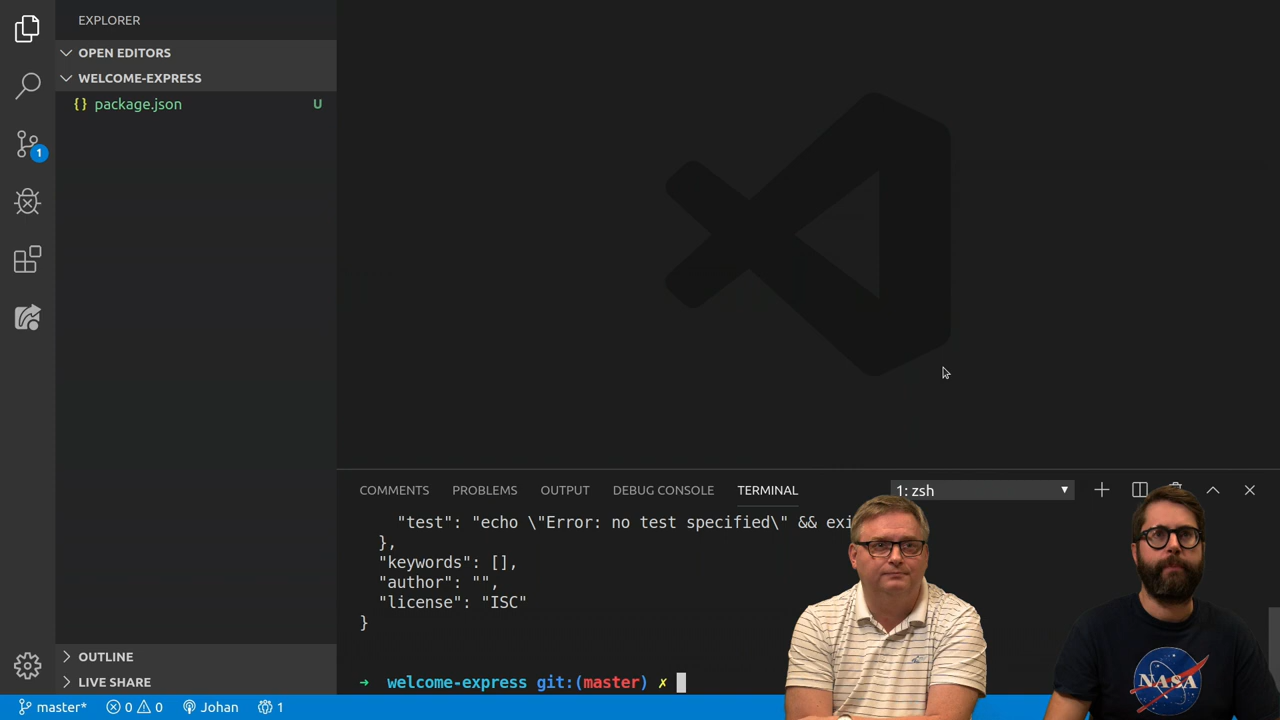 EXPLORER
OPEN EDITORS
WELCOME-EXPRESS
{} package.json U
1
OUTLINE
LIVE SHARE
COMMENTS PROBLEMS OUTPUT DEBUG CONSOLE TERMINAL 1: zsh
"test": "echo \"Error: no test specified\" && exi
},
"keywords": [],
"author": "",
"license": "ISC"
}
→ welcome-express git:(master) ✗
NASA
master* 0 0 Johan 1